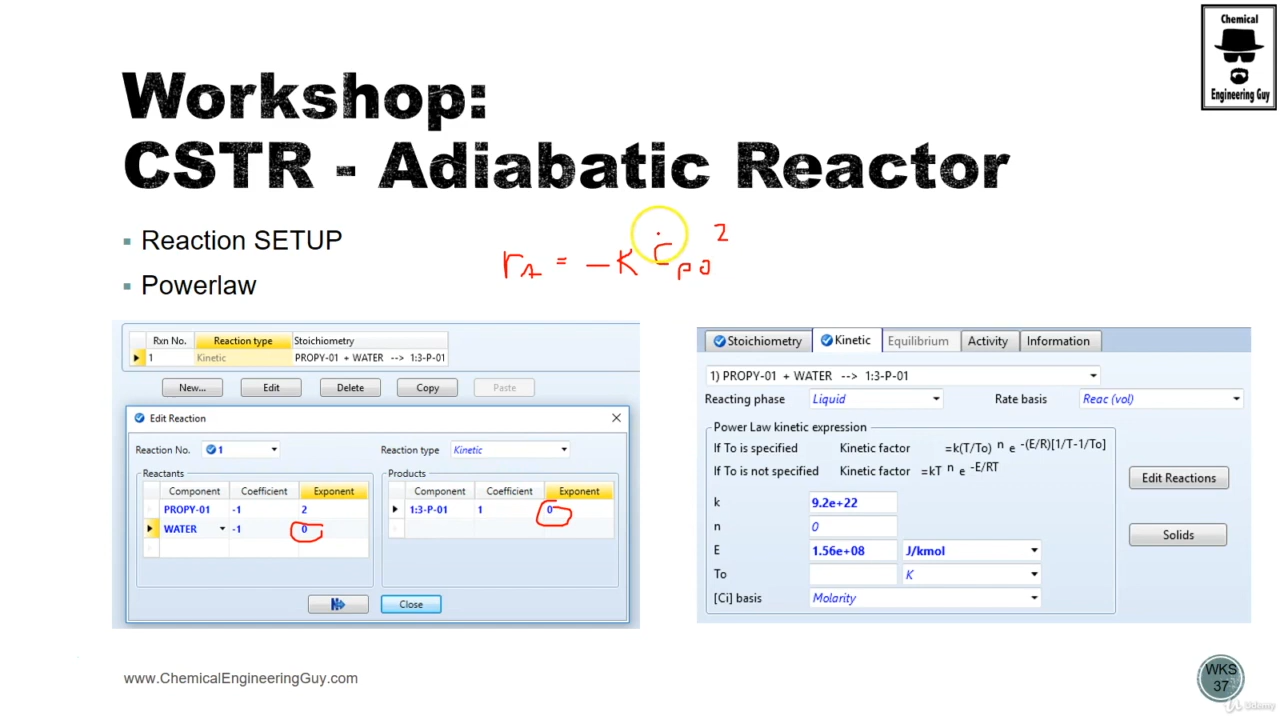 Chemical
Engineering Guy
Workshop:
CSTR - Adiabatic Reactor
Reaction SETUP
Powerlaw
r_A = -K C_PO^2
Rxn No. Reaction type Stoichiometry
1 Kinetic PROPY-01 + WATER --> 1:3-P-01
New... Edit Delete Copy Paste
Edit Reaction
Reaction No. 1 Reaction type Kinetic
Reactants Products
Component Coefficient Exponent Component Coefficient Exponent
PROPY-01 -1 2 1:3-P-01 1 0
WATER -1 0
Close
Stoichiometry Kinetic Equilibrium Activity Information
1) PROPY-01 + WATER --> 1:3-P-01
Reacting phase Liquid Rate basis Reac (vol)
Power Law kinetic expression
If To is specified Kinetic factor =k(T/To) n e -(E/R)[1/T-1/To]
If To is not specified Kinetic factor =kT n e -E/RT
Edit Reactions
k 9.2e+22
n 0
Solids
E 1.56e+08 J/kmol
To K
[Ci] basis Molarity
www.ChemicalEngineeringGuy.com
WKS
37
Udemy